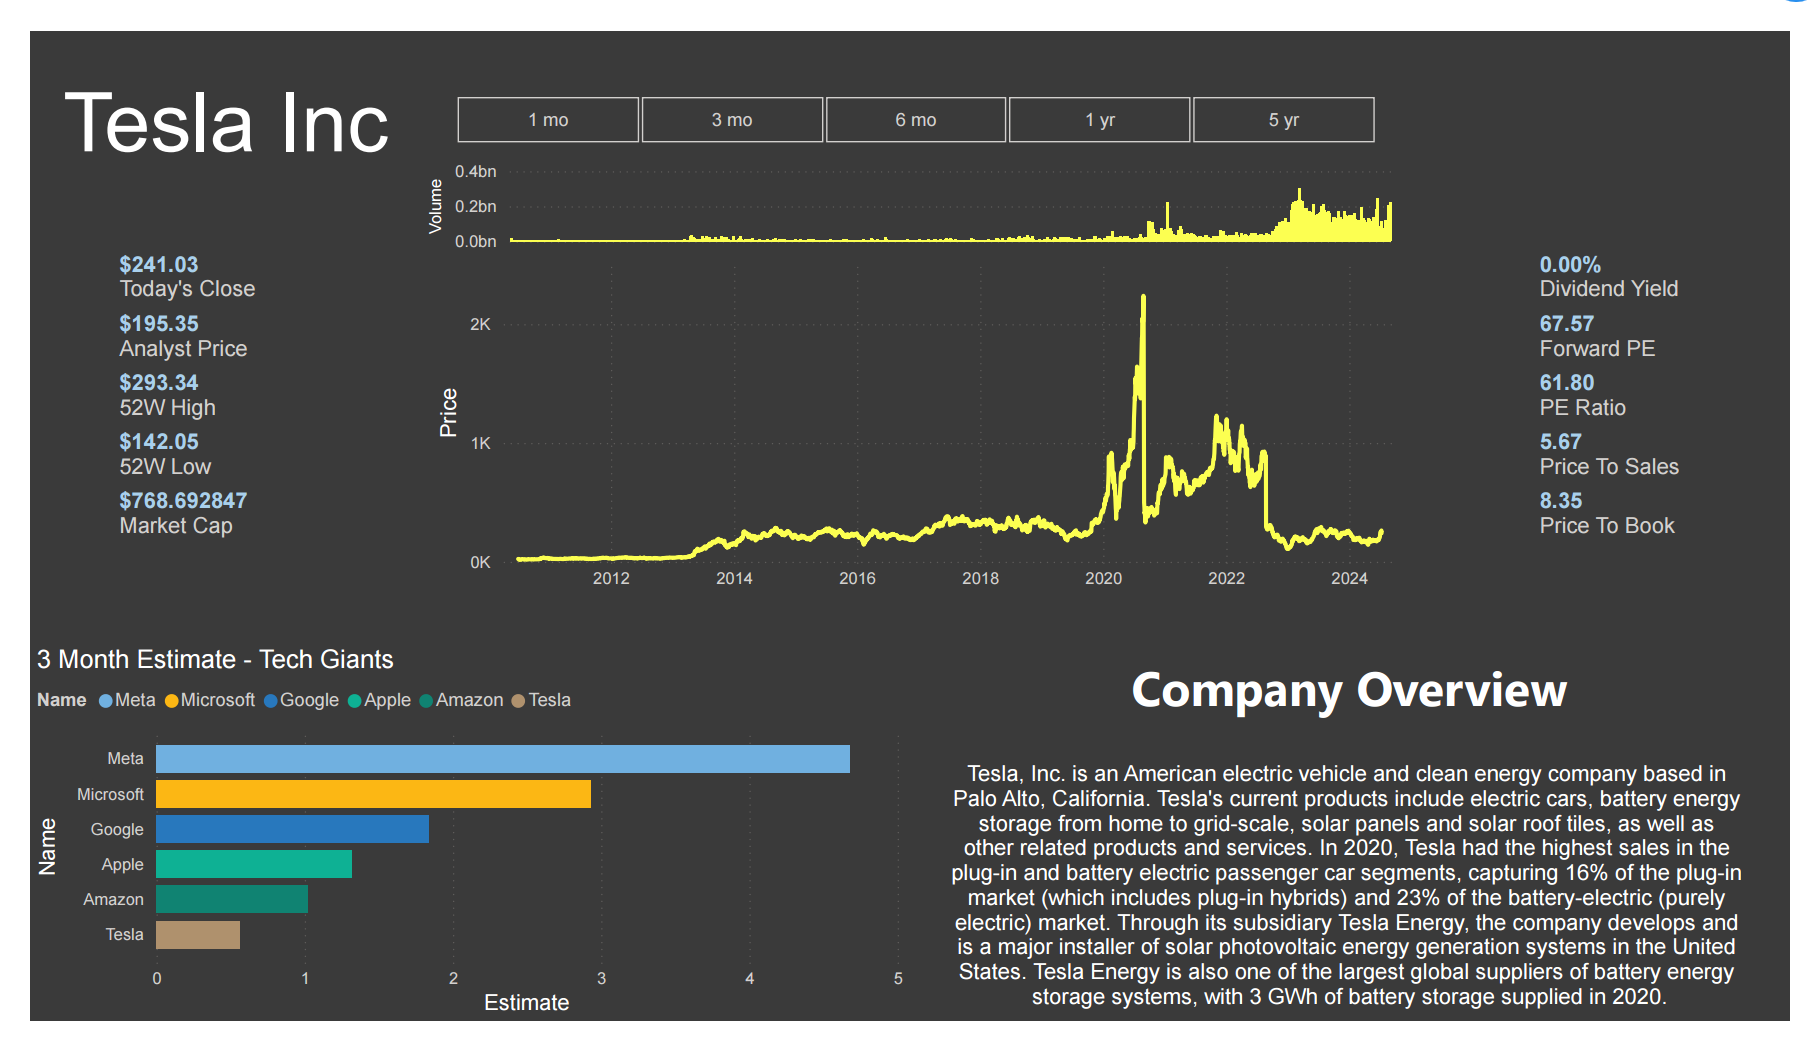 Tesla Inc
1 mo
3 mo
6 mo
1 yr
5 yr
Volume
0.4bn
0.2bn
0.0bn
$241.03
Today's Close
$195.35
Analyst Price
$293.34
52W High
$142.05
52W Low
$768.692847
Market Cap
Price
2K
1K
0K
2012
2014
2016
2018
2020
2022
2024
0.00%
Dividend Yield
67.57
Forward PE
61.80
PE Ratio
5.67
Price To Sales
8.35
Price To Book
3 Month Estimate - Tech Giants
Name Meta Microsoft Google Apple Amazon Tesla
Name
Meta
Microsoft
Google
Apple
Amazon
Tesla
0
1
2
3
4
5
Estimate
Company Overview
Tesla, Inc. is an American electric vehicle and clean energy company based in
Palo Alto, California. Tesla's current products include electric cars, battery energy
storage from home to grid-scale, solar panels and solar roof tiles, as well as
other related products and services. In 2020, Tesla had the highest sales in the
plug-in and battery electric passenger car segments, capturing 16% of the plug-in
market (which includes plug-in hybrids) and 23% of the battery-electric (purely
electric) market. Through its subsidiary Tesla Energy, the company develops and
is a major installer of solar photovoltaic energy generation systems in the United
States. Tesla Energy is also one of the largest global suppliers of battery energy
storage systems, with 3 GWh of battery storage supplied in 2020.